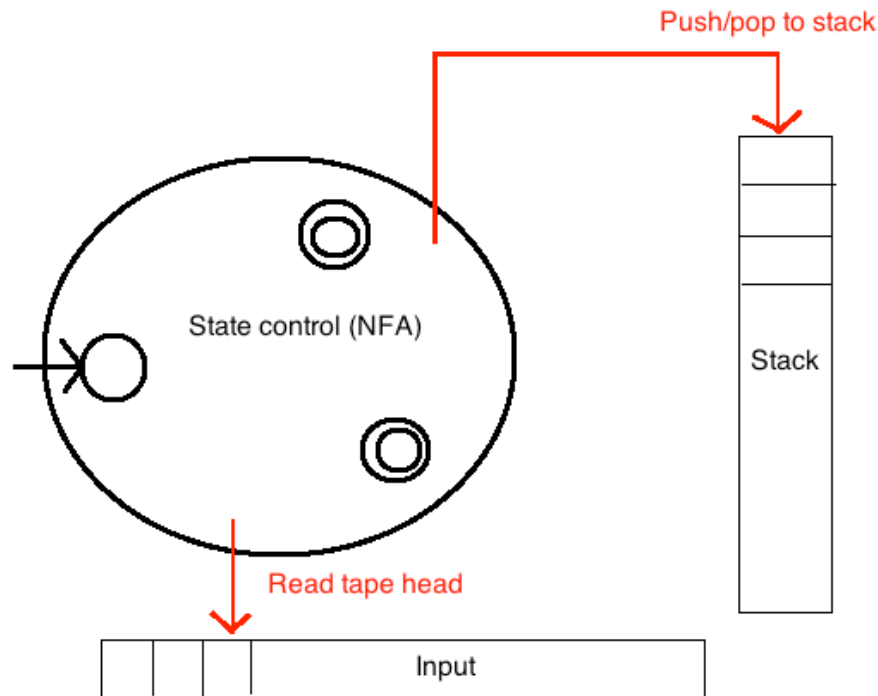 Push/pop to stack
State control (NFA)
Stack
Read tape head
Input